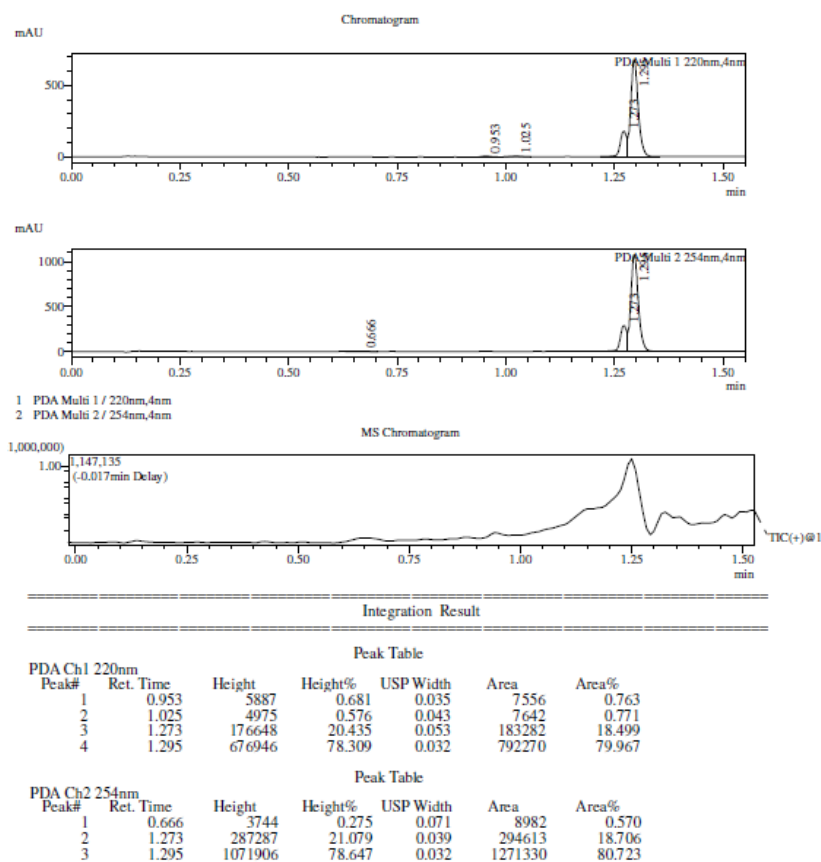 Chromatogram
mAU
PDA Multi 1 220nm,4nm
500
0
0.953
1.025
1.273
1.295
0.00 0.25 0.50 0.75 1.00 1.25 1.50
min
mAU
PDA Multi 2 254nm,4nm
1000
500
0
0.666
1.273
1.295
0.00 0.25 0.50 0.75 1.00 1.25 1.50
min
1 PDA Multi 1 / 220nm,4nm
2 PDA Multi 2 / 254nm,4nm
MS Chromatogram
1,000,000)
1.00
1,147,135
(-0.017min Delay)
TIC(+)@1
0.00 0.25 0.50 0.75 1.00 1.25 1.50
min
Integration Result
Peak Table
PDA Ch1 220nm
Peak# Ret. Time Height Height% USP Width Area Area%
1 0.953 5887 0.681 0.035 7556 0.763
2 1.025 4975 0.576 0.043 7642 0.771
3 1.273 176648 20.435 0.053 183282 18.499
4 1.295 676946 78.309 0.032 792270 79.967
Peak Table
PDA Ch2 254nm
Peak# Ret. Time Height Height% USP Width Area Area%
1 0.666 3744 0.275 0.071 8982 0.570
2 1.273 287287 21.079 0.039 294613 18.706
3 1.295 1071906 78.647 0.032 1271330 80.723